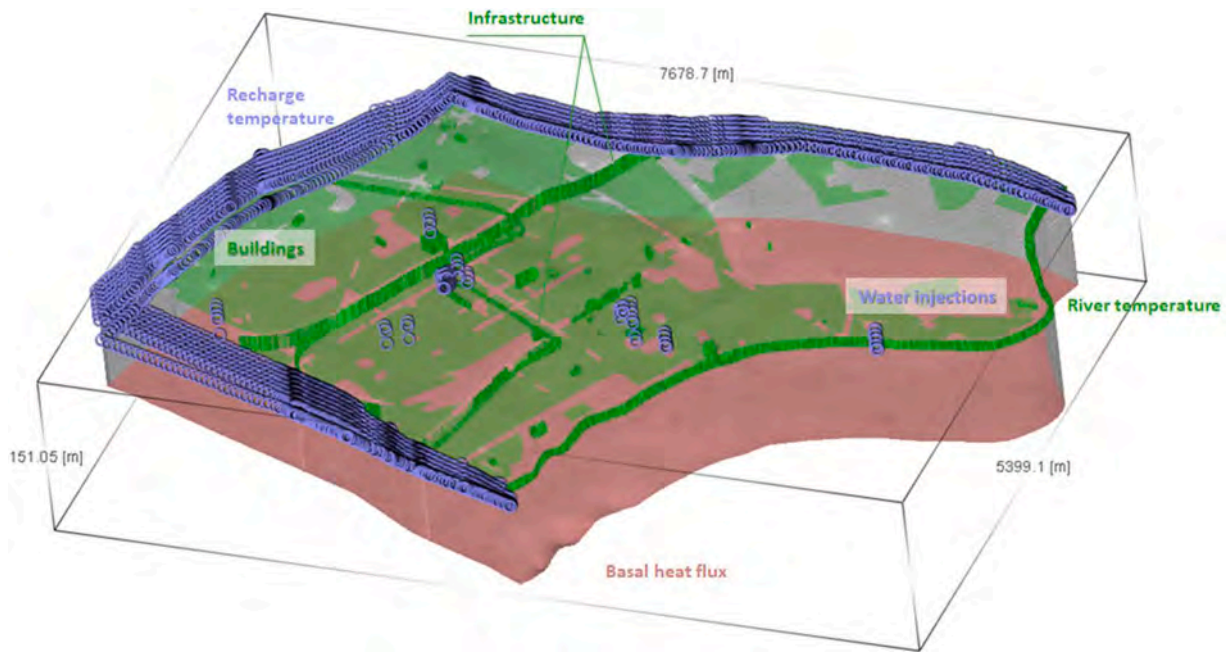 Infrastructure
7678.7 [m]
Recharge
temperature
Buildings
Water injections
River temperature
151.05 [m]
5399.1 [m]
Basal heat flux